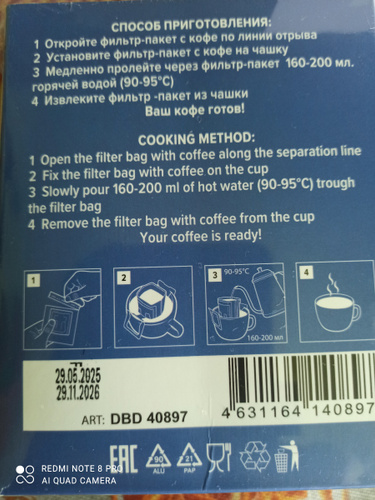 СПОСОБ ПРИГОТОВЛЕНИЯ:
1 Откройте фильтр-пакет с кофе по линии отрыва
2 Установите фильтр-пакет с кофе на чашку
3 Медленно пролейте через фильтр-пакет 160-200 мл.
горячей водой (90-95°С)
4 Извлеките фильтр -пакет из чашки
Ваш кофе готов!
COOKING METHOD:
1 Open the filter bag with coffee along the separation line
2 Fix the filter bag with coffee on the cup
3 Slowly pour 160-200 ml of hot water (90-95°C) trough
the filter bag
4 Remove the filter bag with coffee from the cup
Your coffee is ready!
1
2
3 90-95°C
4
160-200 мл
29.05.2025
29.11.2026
ART: DBD 40897
4 631164 140897
EAC
90
ALU
21
PAP
REDMI NOTE 8 PRO
AI QUAD CAMERA